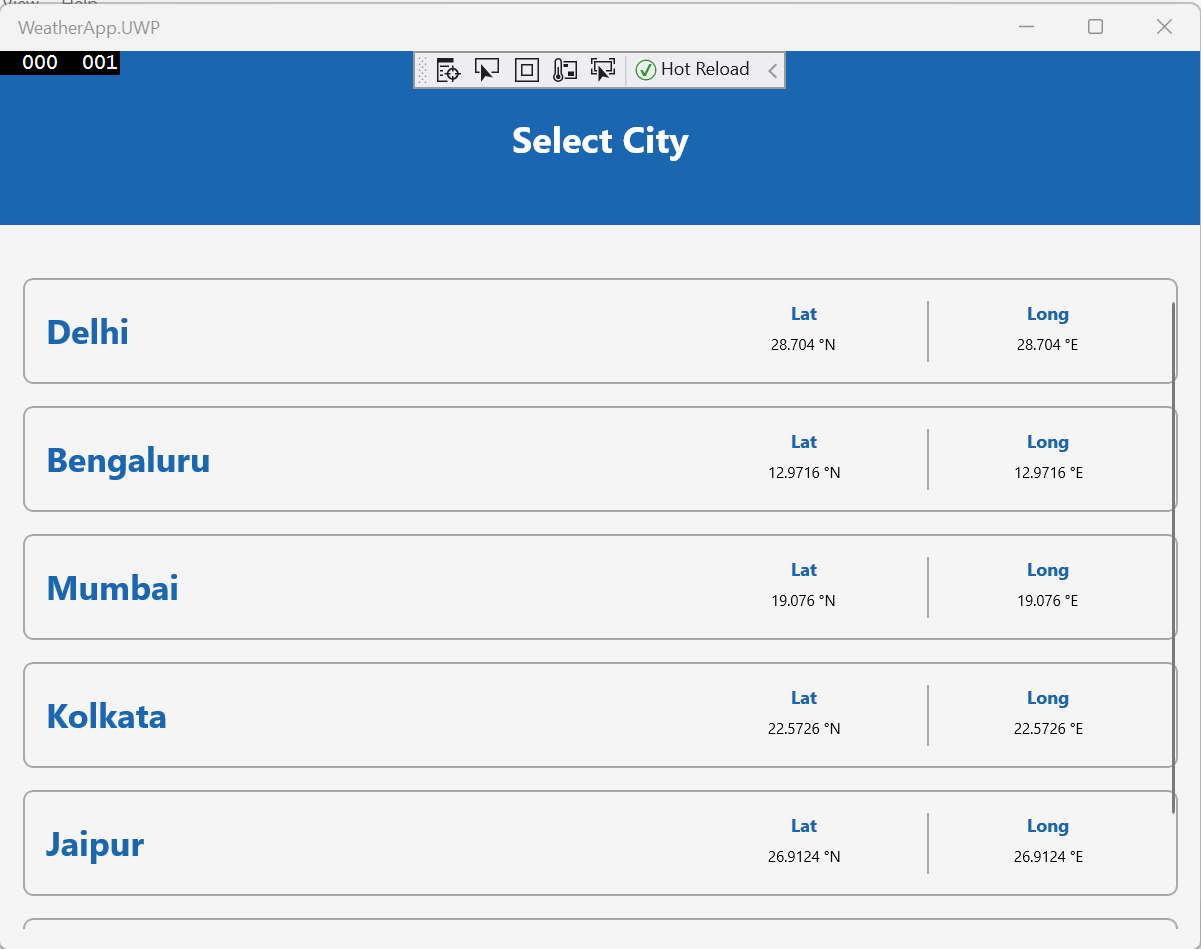 View Help
WeatherApp.UWP
000 001
Hot Reload
Select City
Delhi
Lat
Long
28.704 °N
28.704 °E
Bengaluru
Lat
Long
12.9716 °N
12.9716 °E
Mumbai
Lat
Long
19.076 °N
19.076 °E
Kolkata
Lat
Long
22.5726 °N
22.5726 °E
Jaipur
Lat
Long
26.9124 °N
26.9124 °E